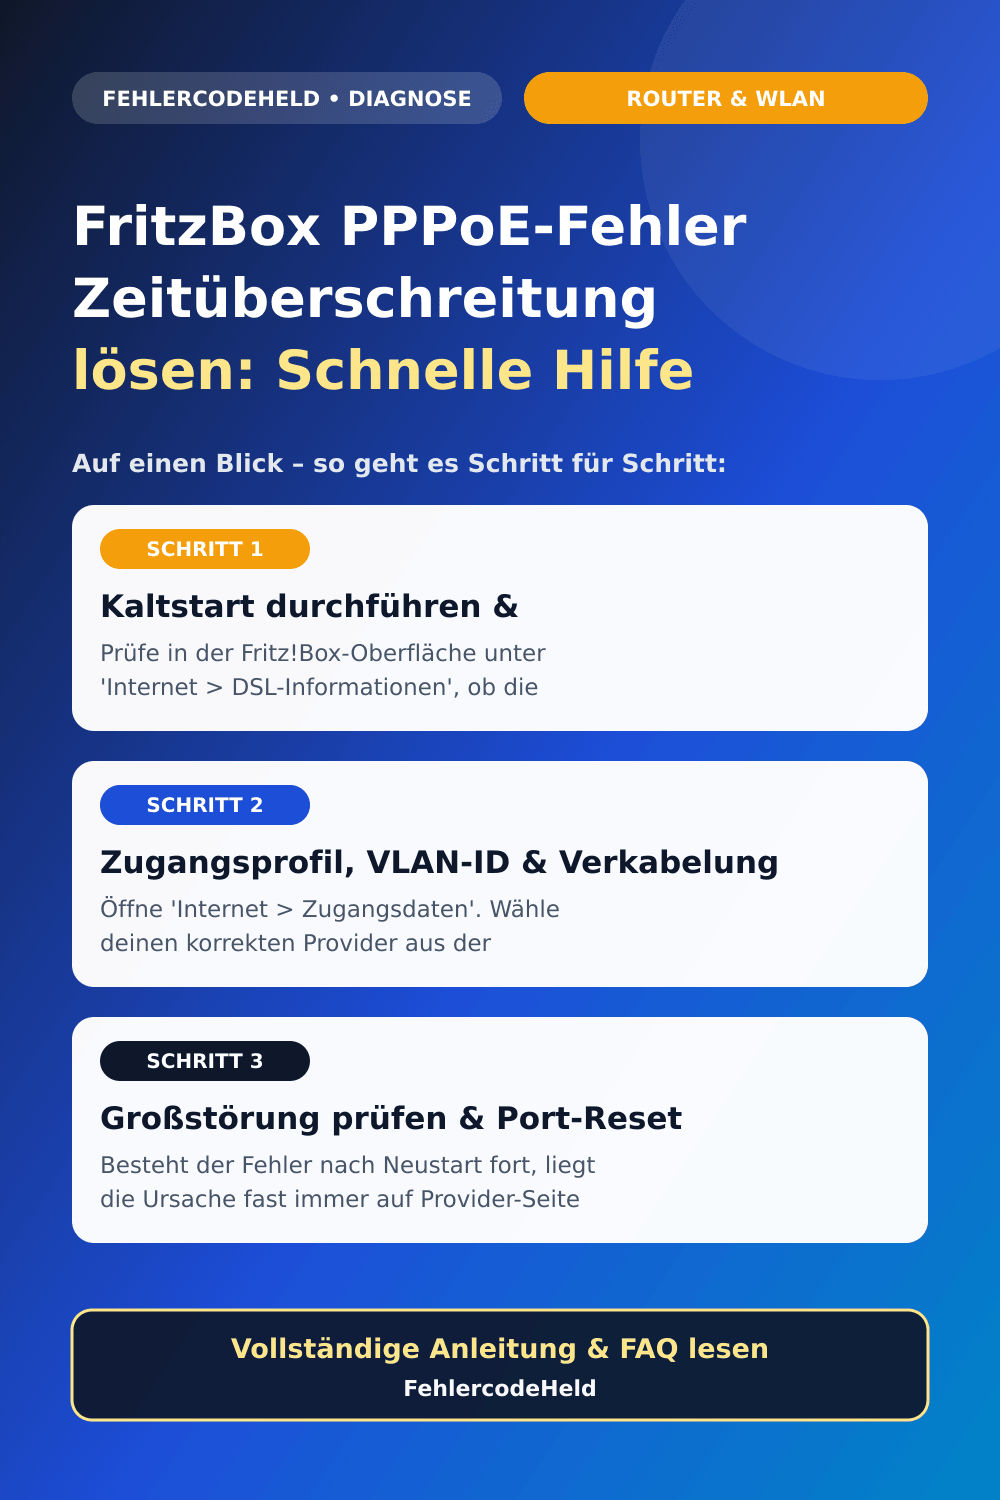 FEHLERCODEHELD • DIAGNOSE
ROUTER & WLAN
FritzBox PPPoE-Fehler
Zeitüberschreitung
lösen: Schnelle Hilfe
Auf einen Blick – so geht es Schritt für Schritt:
SCHRITT 1
Kaltstart durchführen &
Prüfe in der Fritz!Box-Oberfläche unter
'Internet > DSL-Informationen', ob die
SCHRITT 2
Zugangsprofil, VLAN-ID & Verkabelung
Öffne 'Internet > Zugangsdaten'. Wähle
deinen korrekten Provider aus der
SCHRITT 3
Großstörung prüfen & Port-Reset
Besteht der Fehler nach Neustart fort, liegt
die Ursache fast immer auf Provider-Seite
Vollständige Anleitung & FAQ lesen
FehlercodeHeld